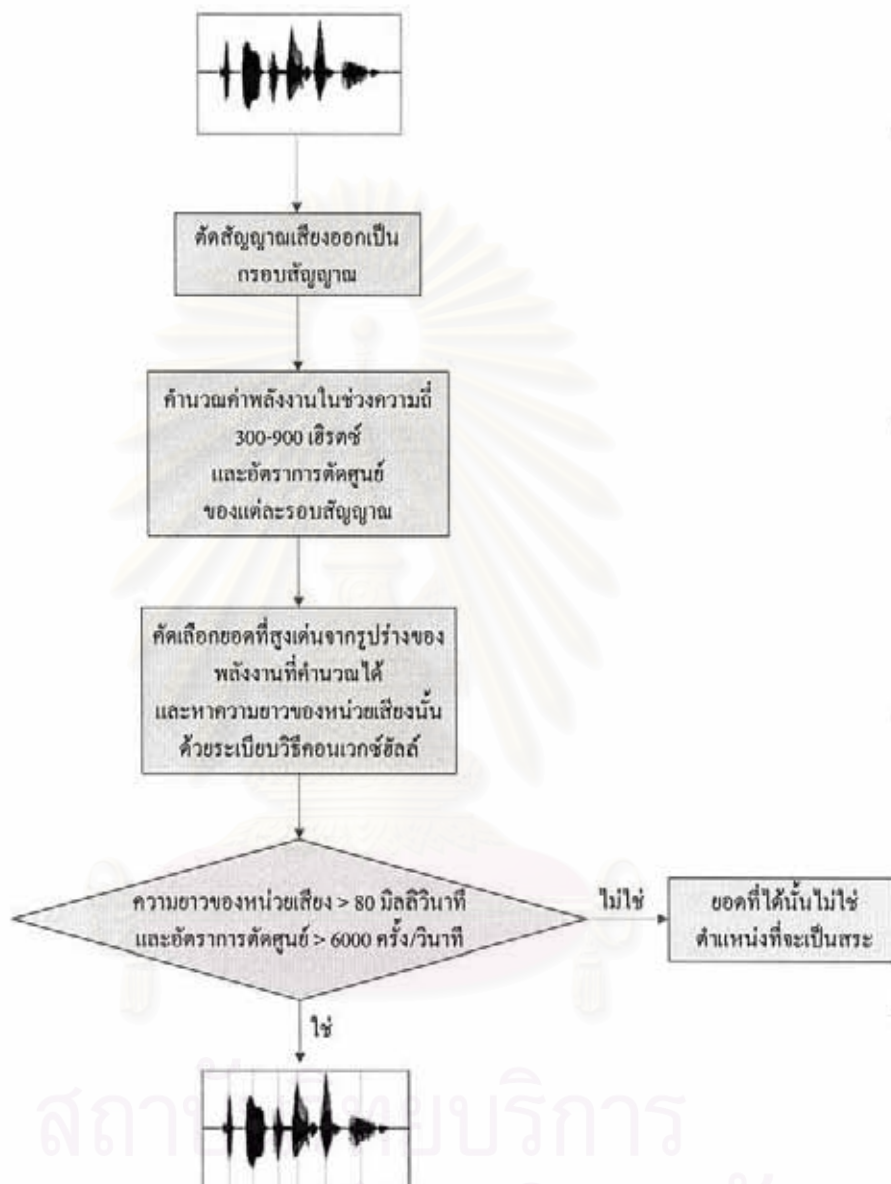 ตัดสัญญาณเสียงออกเป็น
กรอบสัญญาณ
คำนวณค่าพลังงานในช่วงความถี่
300-900 เฮิรตซ์
และอัตราการตัดศูนย์
ของแต่ละรอบสัญญาณ
คัดเลือกยอดที่สูงเด่นจากรูปร่างของ
พลังงานที่คำนวณได้
และหาความยาวของหน่วยเสียงนั้น
ด้วยระเบียบวิธีคอนเวกซ์ฮัลล์
ความยาวของหน่วยเสียง > 80 มิลลิวินาที
และอัตราการตัดศูนย์ > 6000 ครั้ง/วินาที
ไม่ใช่
ยอดที่ได้นั้นไม่ใช่
ตำแหน่งที่จะเป็นสระ
ใช่
สถาบันวิทยบริการ